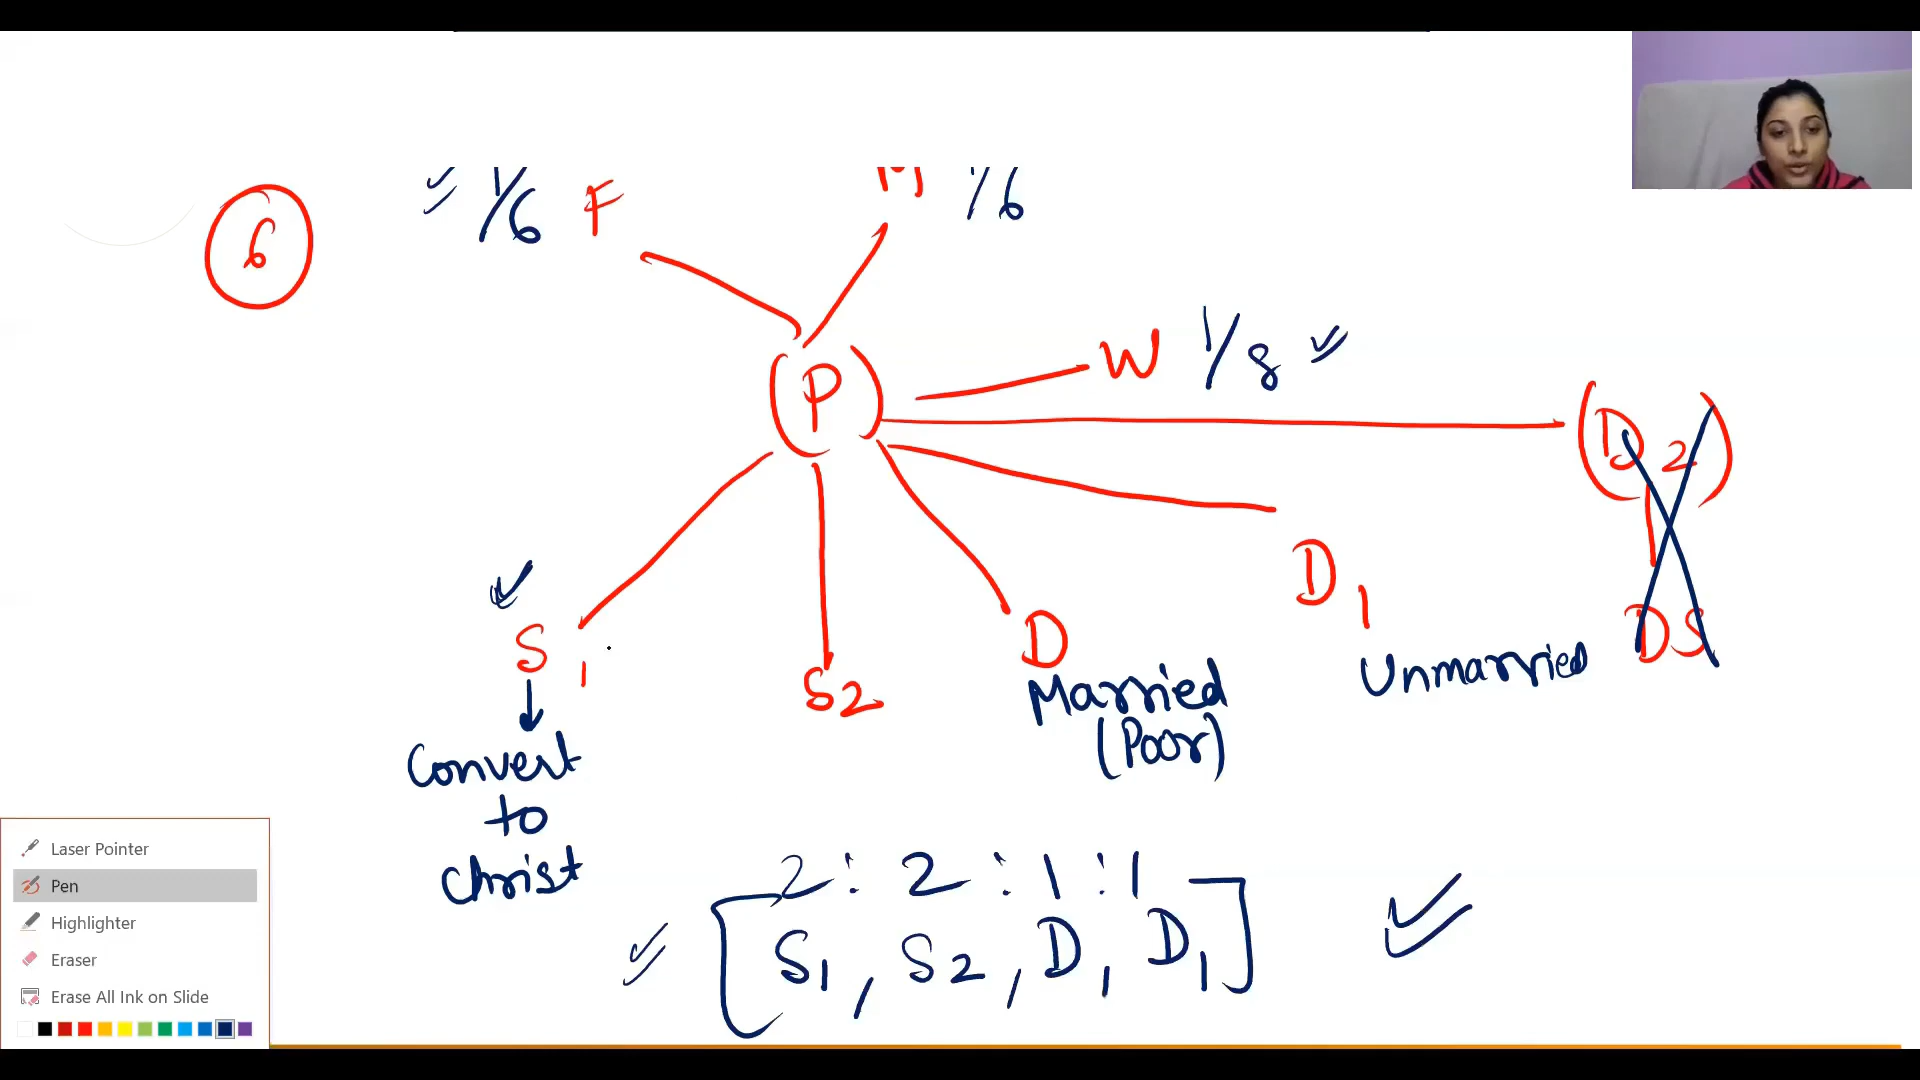 1/6 F M 1/6
6
W 1/8
(P)
(D2)
D1
S1
D
DS
Unmarried
S2
Married
(Poor)
Convert
to
Christ
2 : 2 : 1 : 1
S1, S2, D, D1
Laser Pointer
Pen
Highlighter
Eraser
Erase All Ink on Slide